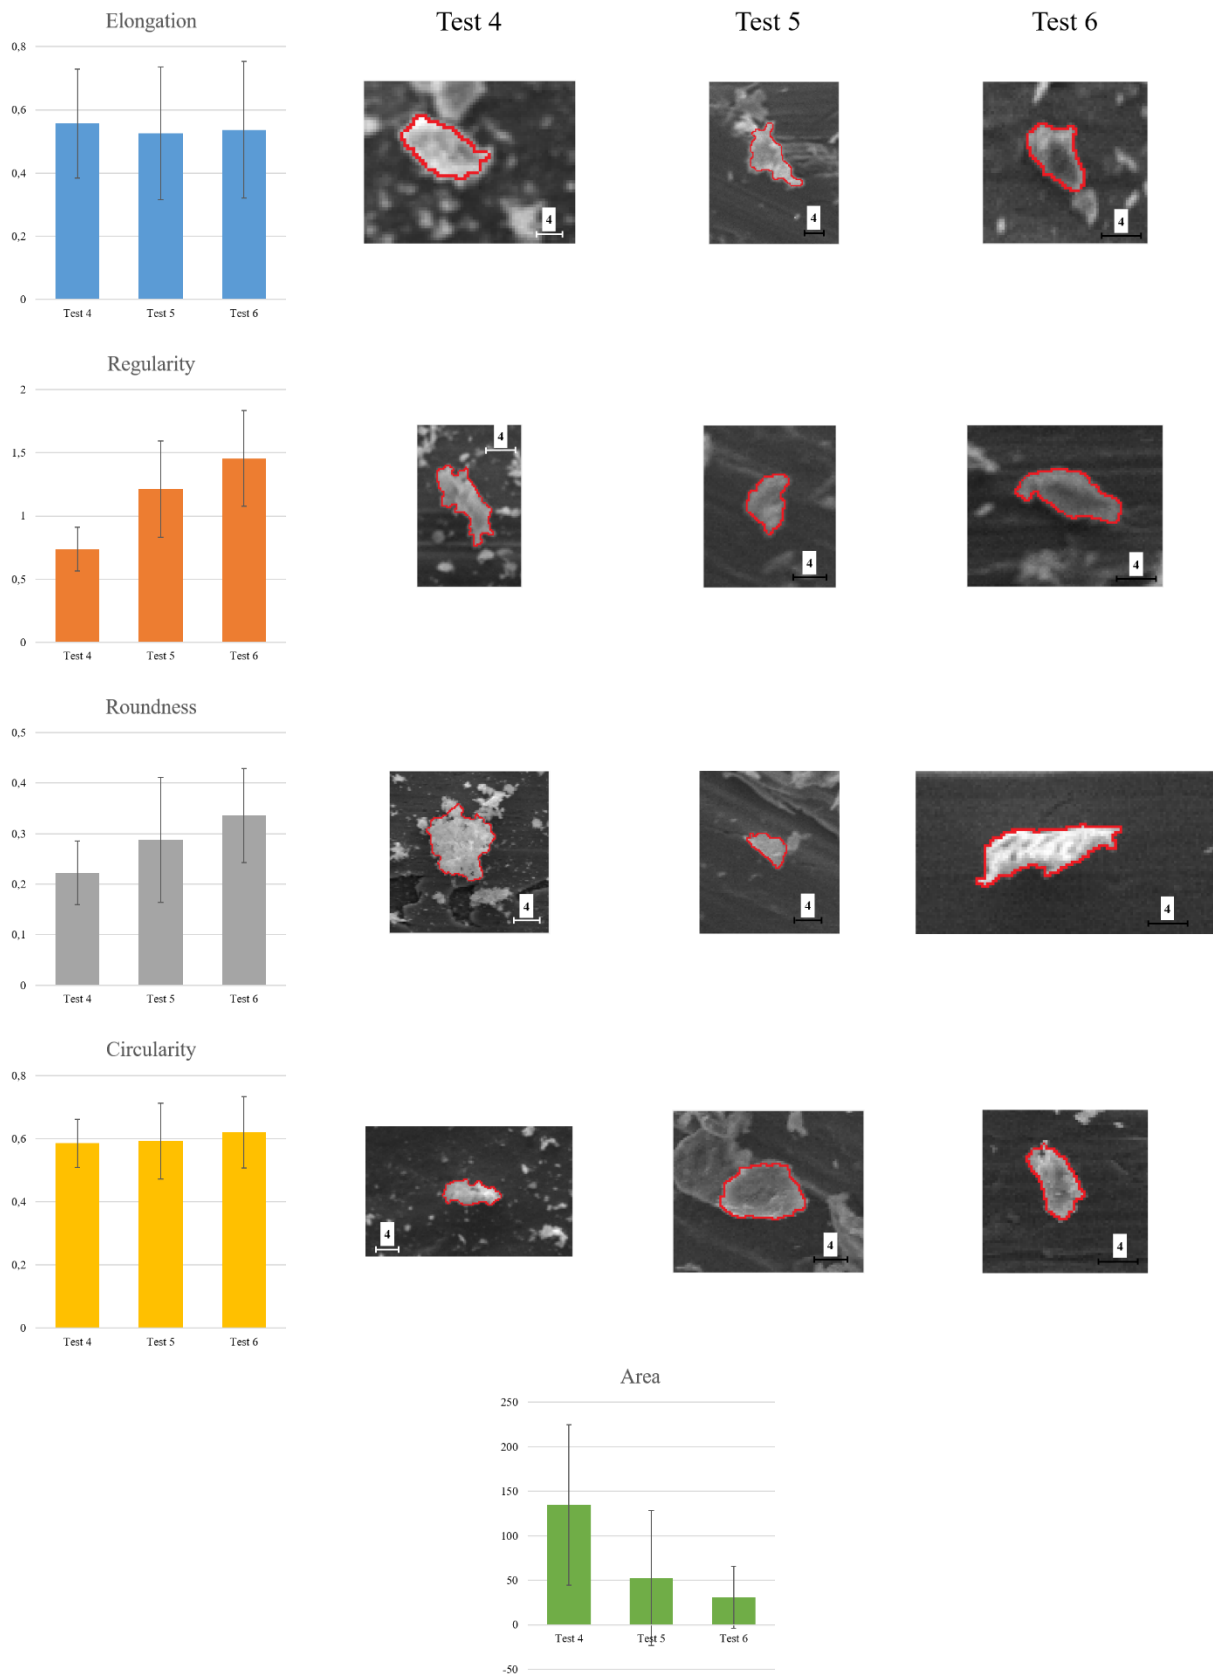 Elongation
Test 4
Test 5
Test 6
0,8
0,6
0,4
0,2
0
Test 4
Test 5
Test 6
4
4
4
Regularity
2
1,5
1
0,5
0
Test 4
Test 5
Test 6
4
4
4
Roundness
0,5
0,4
0,3
0,2
0,1
0
Test 4
Test 5
Test 6
4
4
4
Circularity
0,8
0,6
0,4
0,2
0
Test 4
Test 5
Test 6
4
4
4
Area
250
200
150
100
50
0
-50
Test 4
Test 5
Test 6